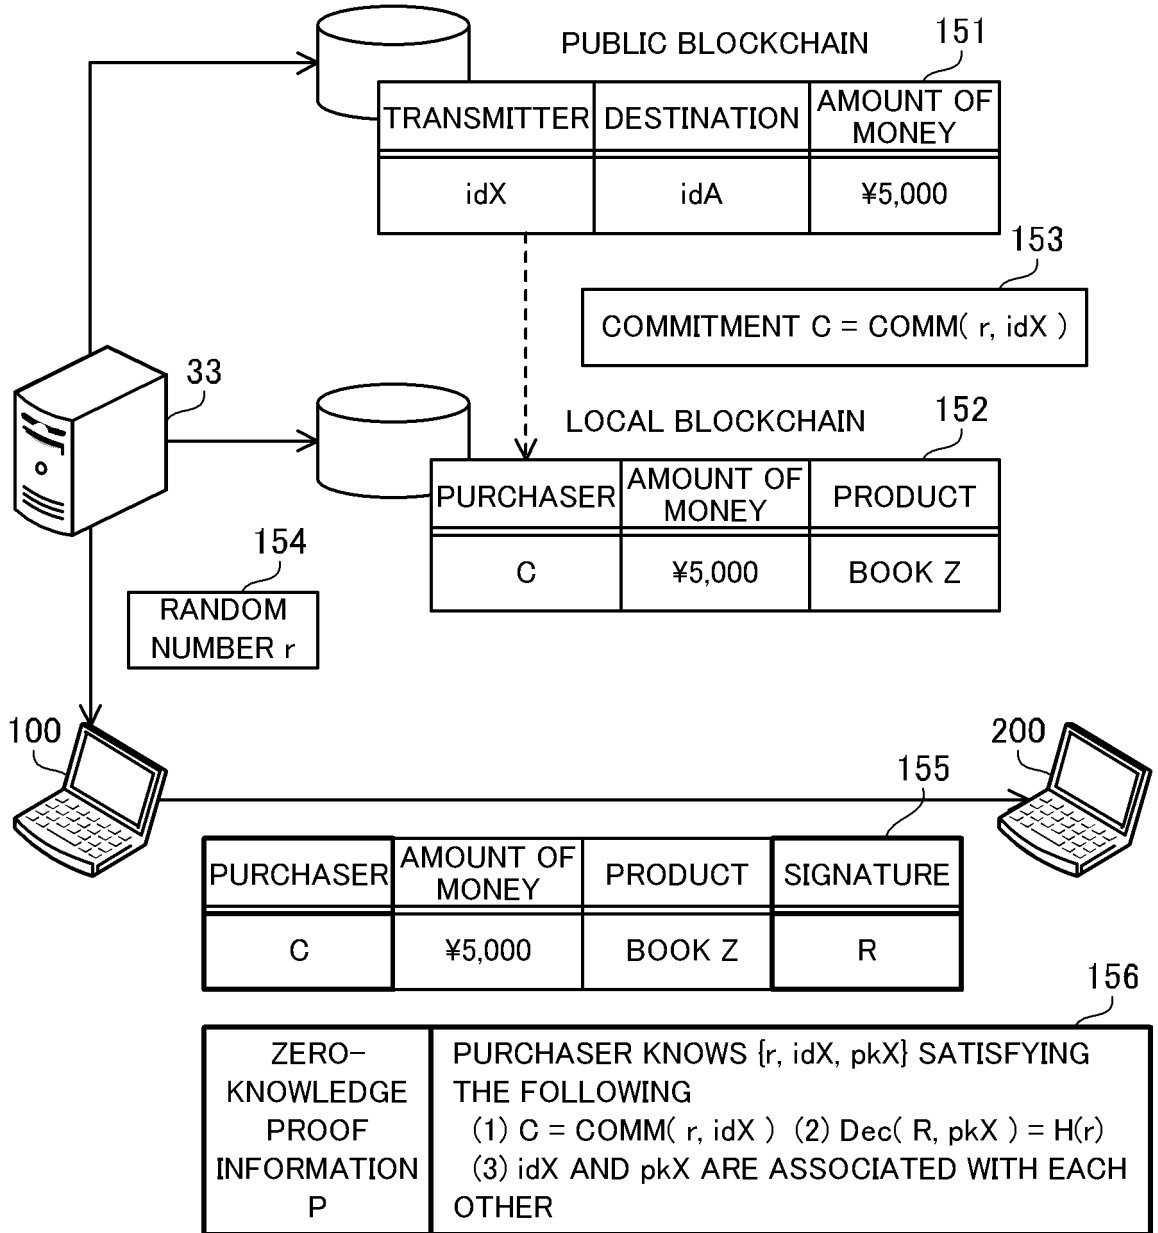 151
PUBLIC BLOCKCHAIN
TRANSMITTER DESTINATION AMOUNT OF MONEY
idX idA ¥5,000
153
COMMITMENT C = COMM( r, idX )
33
152
LOCAL BLOCKCHAIN
PURCHASER AMOUNT OF MONEY PRODUCT
C ¥5,000 BOOK Z
154
RANDOM
NUMBER r
100
200
155
PURCHASER AMOUNT OF MONEY PRODUCT SIGNATURE
C ¥5,000 BOOK Z R
156
ZERO-
KNOWLEDGE
PROOF
INFORMATION
P
PURCHASER KNOWS {r, idX, pkX} SATISFYING
THE FOLLOWING
(1) C = COMM( r, idX ) (2) Dec( R, pkX ) = H(r)
(3) idX AND pkX ARE ASSOCIATED WITH EACH
OTHER